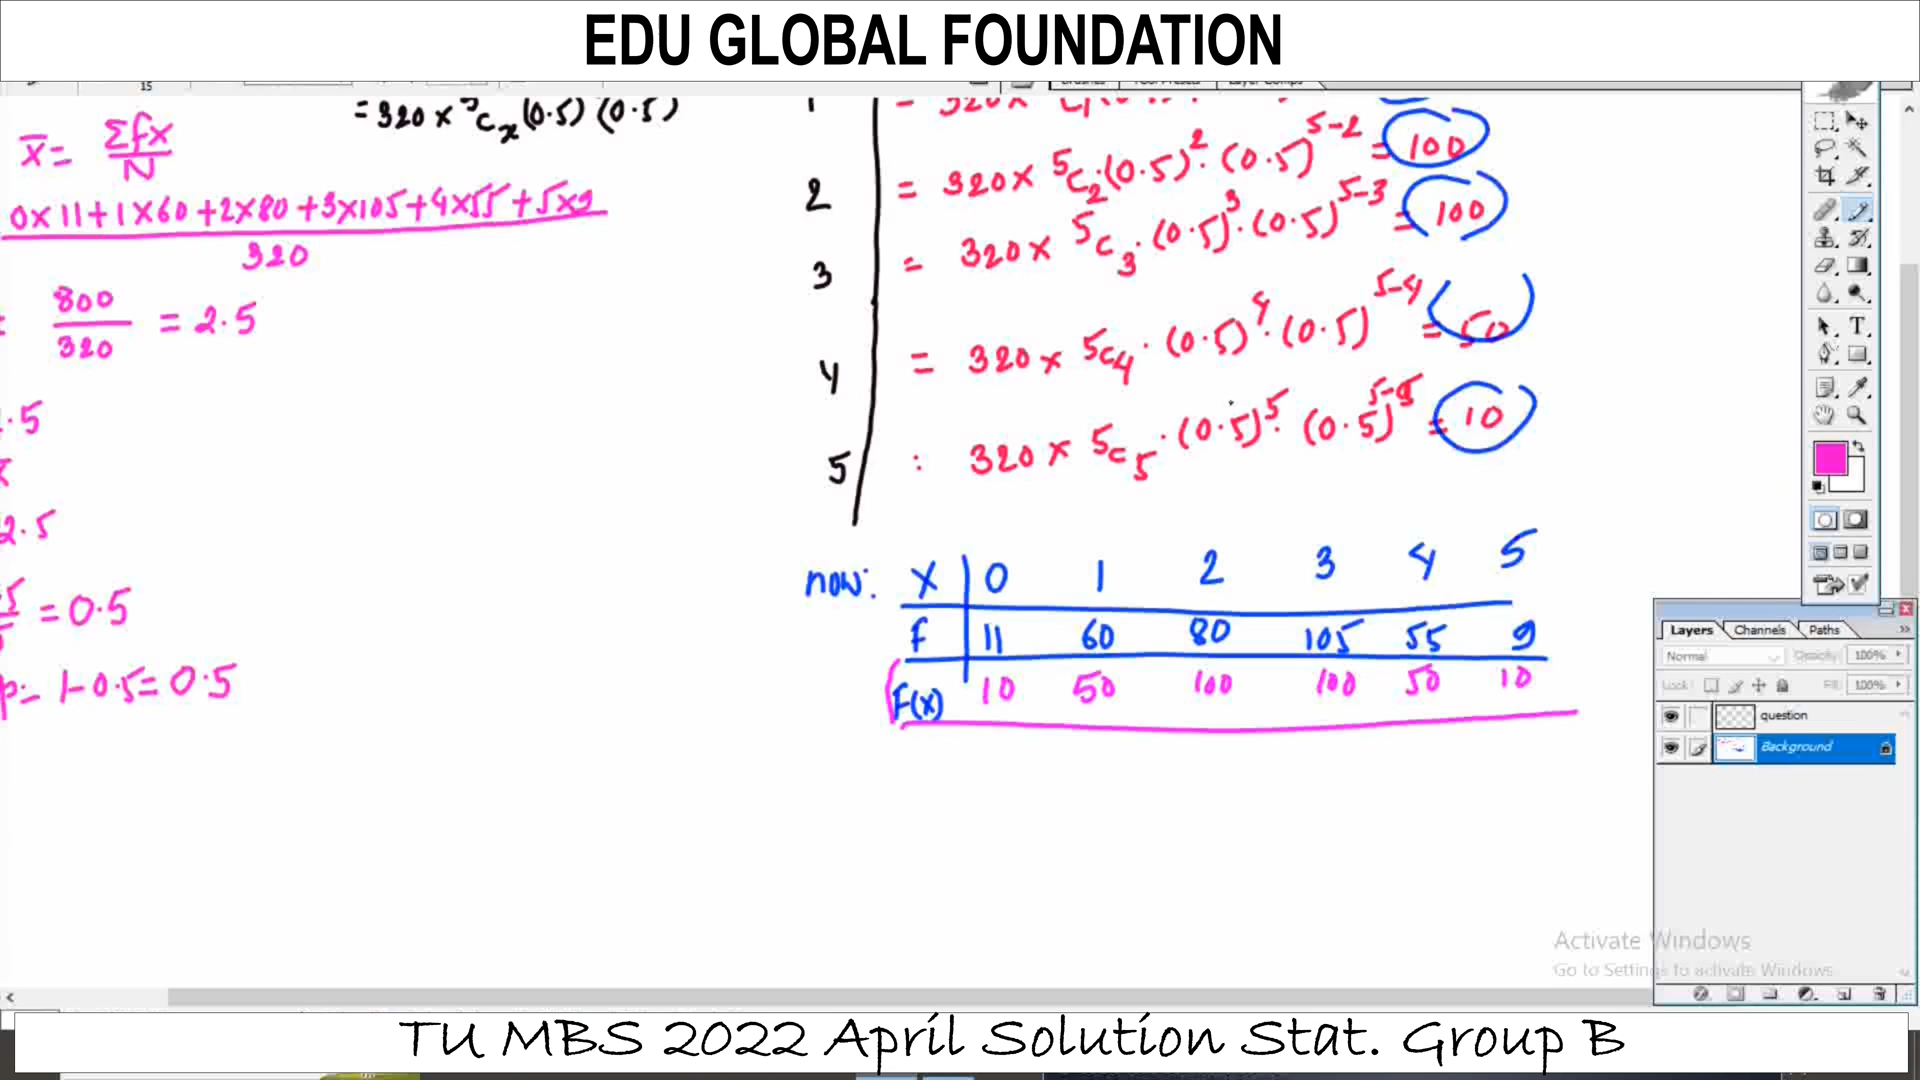 EDU GLOBAL FOUNDATION
15
= 320 × ⁵Cₓ (0.5) (0.5)
x̄ = Σfx / N
0×11+1×60+2×80+3×105+4×55+5×9
320
= 800 / 320 = 2.5
.5
2.5
= 0.5
p = 1-0.5 = 0.5
1
2 = 320 × ⁵C₂ · (0.5)² · (0.5)⁵⁻² = 100
3 = 320 × ⁵C₃ · (0.5)³ · (0.5)⁵⁻³ = 100
4 = 320 × 5C₄ · (0.5)⁴ · (0.5)⁵⁻⁴ = 50
5 : 320 × 5C₅ · (0.5)⁵ · (0.5)⁵⁻⁵ = 10
now: X 0 1 2 3 4 5
F 11 60 80 105 55 9
F(x) 10 50 100 100 50 10
Layers Channels Paths
Normal Opacity: 100%
Lock: Fill: 100%
question
Background
Activate Windows
Go to Settings to activate Windows.
TU MBS 2022 April Solution Stat. Group B